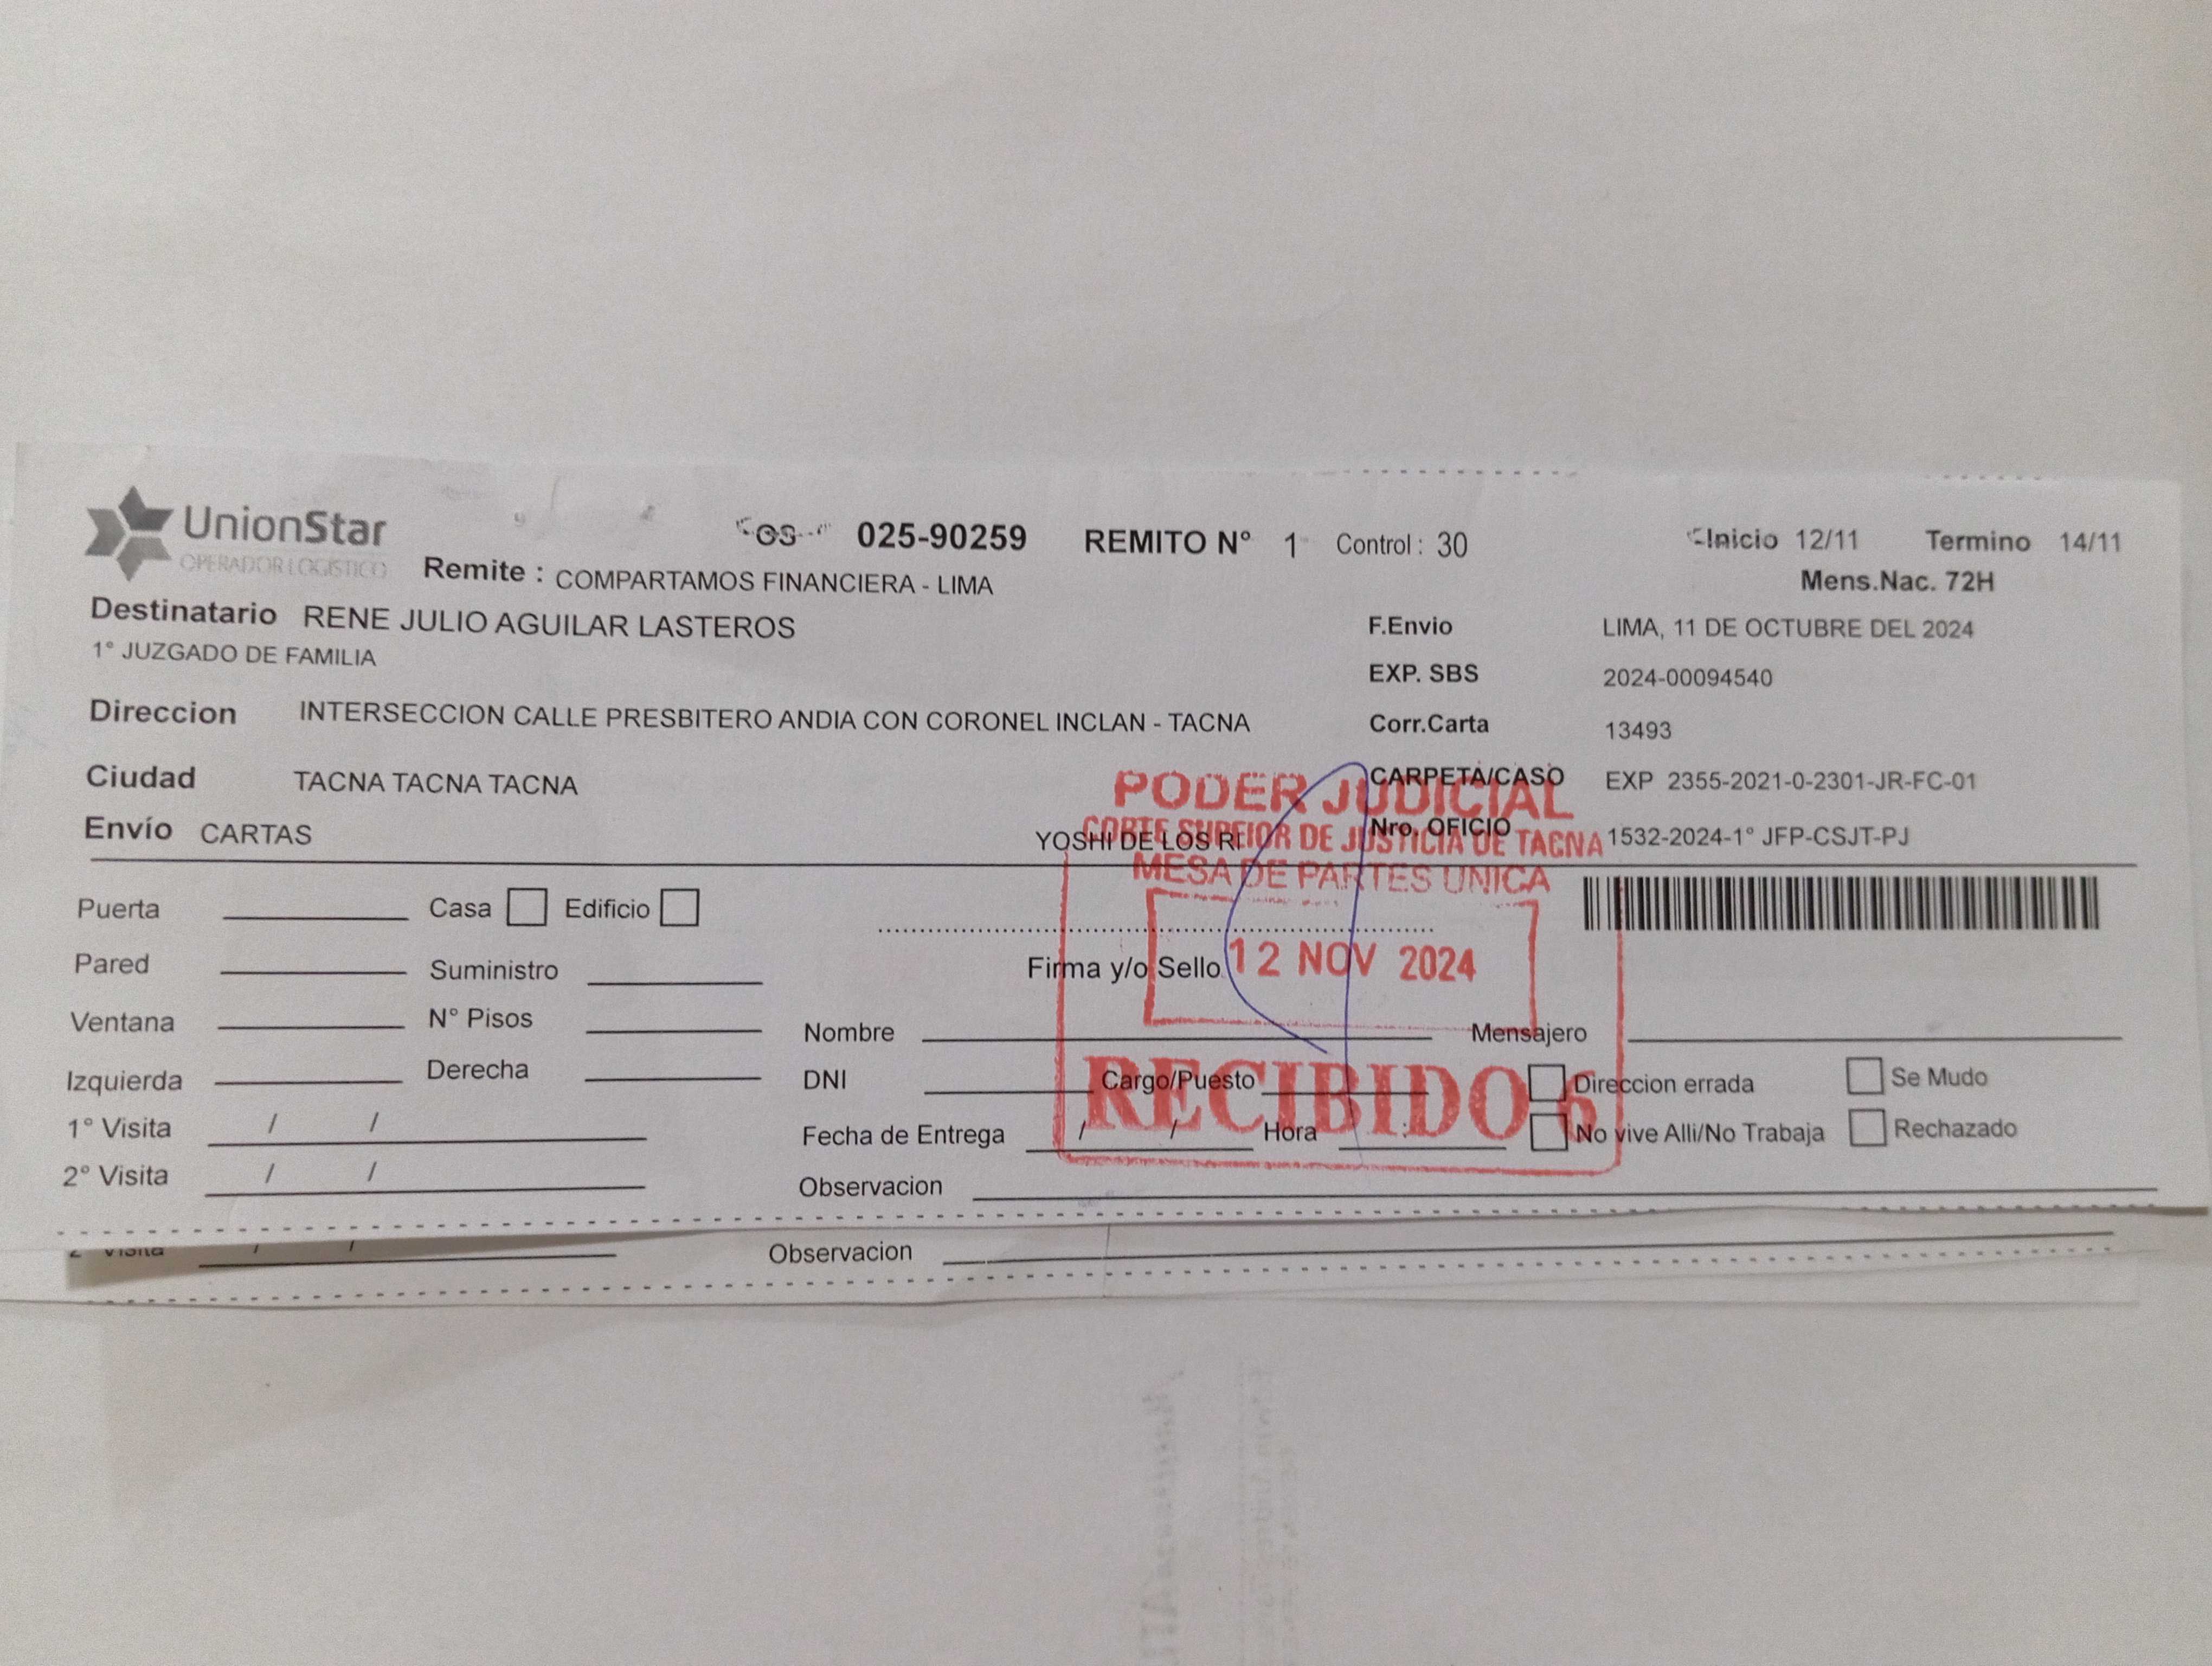 UnionStar
OPERADOR LOGÍSTICO
OS 025-90259 REMITO N° 1 Control : 30
Inicio 12/11 Termino 14/11
Remite : COMPARTAMOS FINANCIERA - LIMA
Mens.Nac. 72H
Destinatario RENE JULIO AGUILAR LASTEROS
F.Envio LIMA, 11 DE OCTUBRE DEL 2024
1° JUZGADO DE FAMILIA
EXP. SBS 2024-00094540
Direccion INTERSECCION CALLE PRESBITERO ANDIA CON CORONEL INCLAN - TACNA
Corr.Carta 13493
Ciudad TACNA TACNA TACNA
CARPETA/CASO EXP 2355-2021-0-2301-JR-FC-01
Envío CARTAS
YOSHI DE LOS RI
Nro. OFICIO 1532-2024-1° JFP-CSJT-PJ
PODER JUDICIAL
CORTE SUPEIOR DE JUSTICIA DE TACNA
MESA DE PARTES UNICA
12 NOV 2024
RECIBIDO 6
Puerta Casa Edificio
Pared Suministro
Firma y/o Sello
Ventana N° Pisos
Nombre Mensajero
Izquierda Derecha
DNI Cargo/Puesto Direccion errada Se Mudo
1° Visita / /
Fecha de Entrega / / Hora : No vive Alli/No Trabaja Rechazado
2° Visita / /
Observacion
2° Visita / /
Observacion